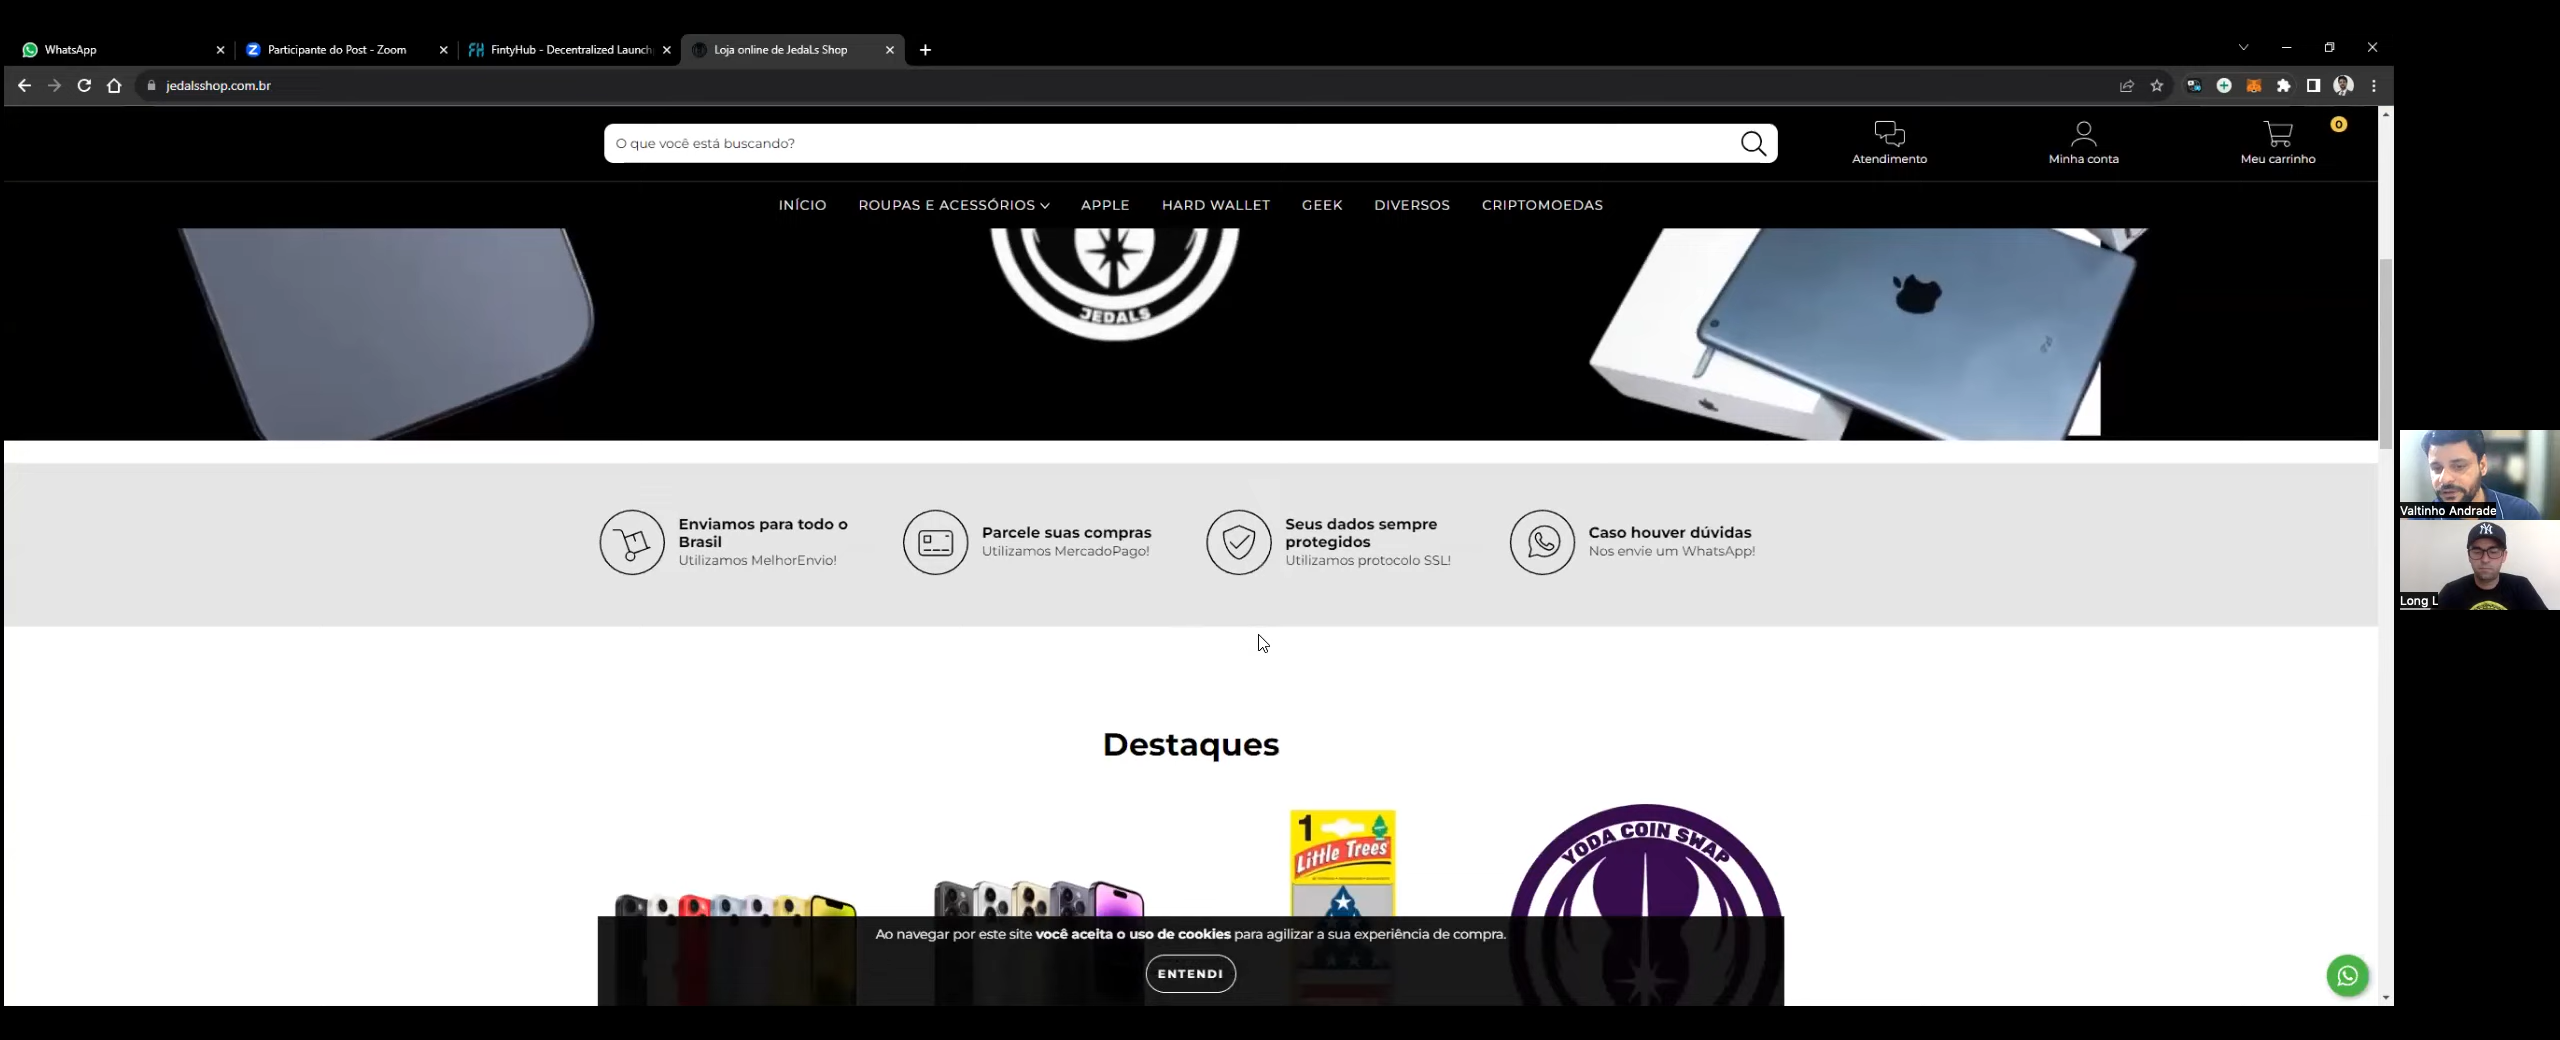 WhatsApp
Participante do Post - Zoom
FintyHub - Decentralized Launch
Loja online de JedaLs Shop
jedalsshop.com.br
O que você está buscando?
Atendimento
Minha conta
0
Meu carrinho
INÍCIO
ROUPAS E ACESSÓRIOS
APPLE
HARD WALLET
GEEK
DIVERSOS
CRIPTOMOEDAS
JEDALS
Enviamos para todo o
Brasil
Utilizamos MelhorEnvio!
Parcele suas compras
Utilizamos MercadoPago!
Seus dados sempre
protegidos
Utilizamos protocolo SSL!
Caso houver dúvidas
Nos envie um WhatsApp!
Valtinho Andrade
Long L
Destaques
1
Little Trees
YODA COIN SWAP
Ao navegar por este site você aceita o uso de cookies para agilizar a sua experiência de compra.
ENTENDI